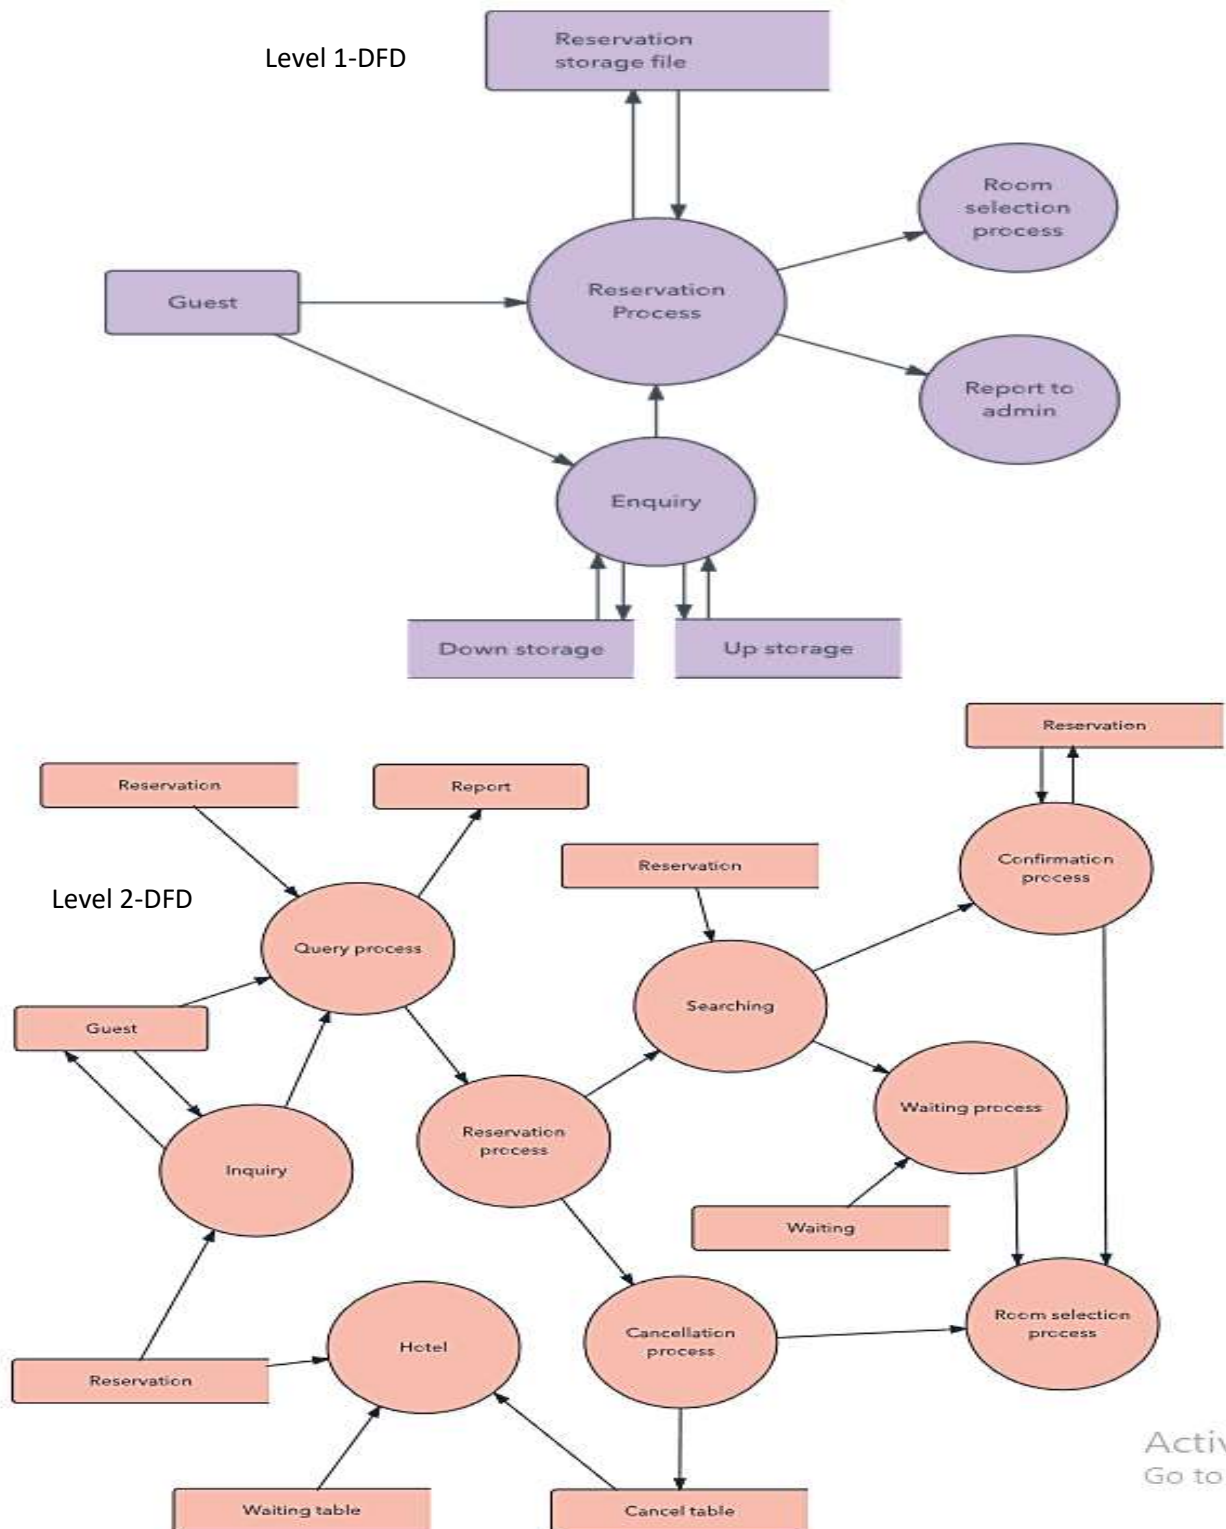 Level 1-DFD
Reservation
storage file
Room
selection
process
Guest
Reservation
Process
Report to
admin
Enquiry
Down storage
Up storage
Reservation
Reservation
Report
Reservation
Confirmation
process
Level 2-DFD
Query process
Searching
Guest
Waiting process
Reservation
process
Inquiry
Waiting
Room selection
process
Cancellation
process
Hotel
Reservation
Activ
Go to
Waiting table
Cancel table